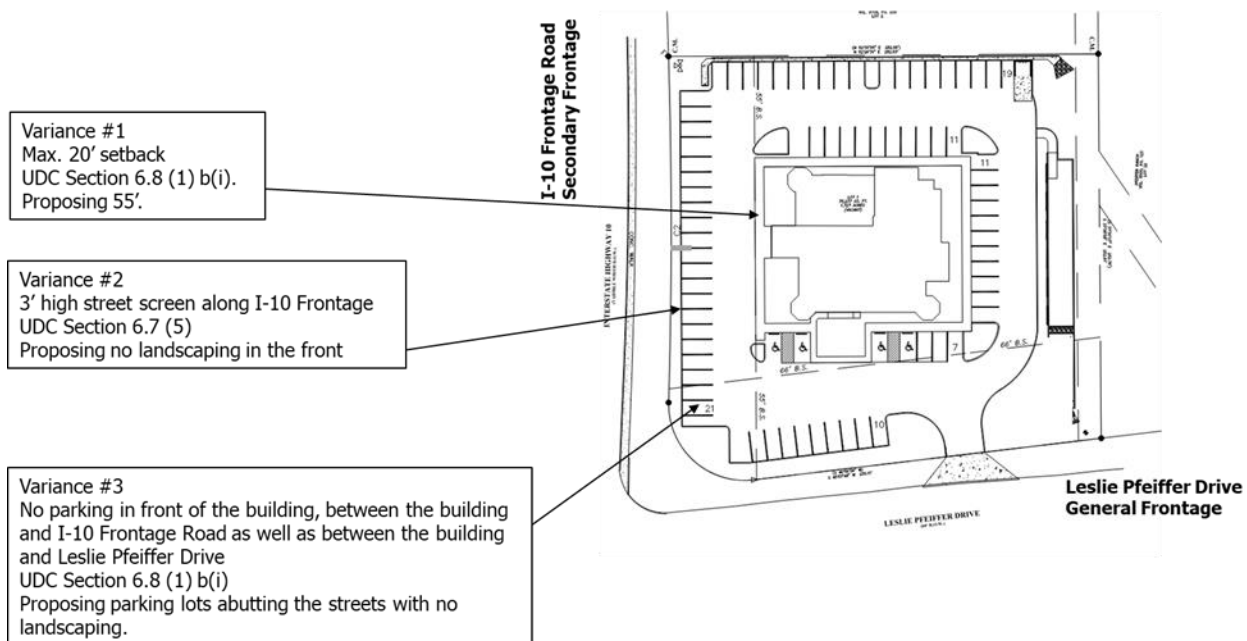 Variance #1
Max. 20’ setback
UDC Section 6.8 (1) b(i).
Proposing 55’.
Variance #2
3’ high street screen along I-10 Frontage
UDC Section 6.7 (5)
Proposing no landscaping in the front
Variance #3
No parking in front of the building, between the building
and I-10 Frontage Road as well as between the building
and Leslie Pfeiffer Drive
UDC Section 6.8 (1) b(i)
Proposing parking lots abutting the streets with no
landscaping.
I-10 Frontage Road
Secondary Frontage
INTERSTATE HIGHWAY 10
CONC. WALK
C.M.
C.M.
19
55' B.S.
11
11
7
66' B.S.
66' B.S.
55' B.S.
21
10
LESLIE PFEIFFER DRIVE
Leslie Pfeiffer Drive
General Frontage